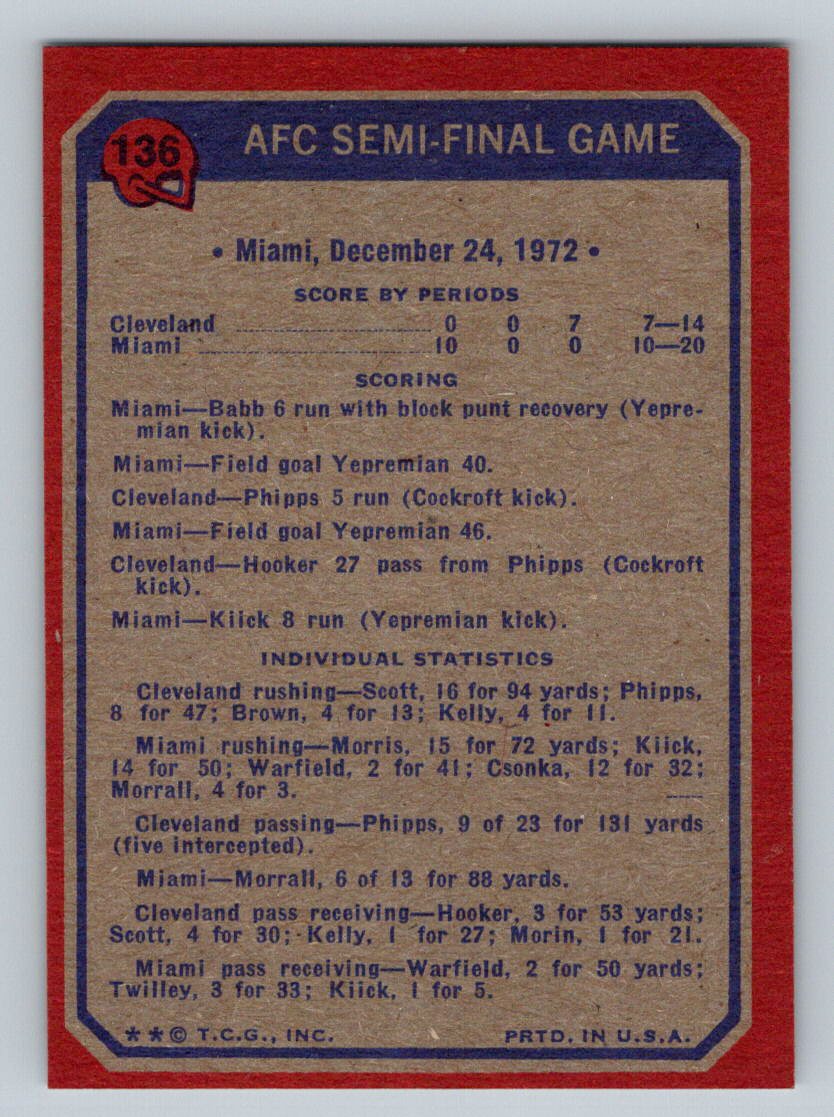 136
AFC SEMI-FINAL GAME
• Miami, December 24, 1972 •
SCORE BY PERIODS
Cleveland ........................ 0 0 7 7—14
Miami ........................ 10 0 0 10—20
SCORING
Miami—Babb 6 run with block punt recovery (Yepre-
mian kick).
Miami—Field goal Yepremian 40.
Cleveland—Phipps 5 run (Cockroft kick).
Miami—Field goal Yepremian 46.
Cleveland—Hooker 27 pass from Phipps (Cockroft
kick).
Miami—Kiick 8 run (Yepremian kick).
INDIVIDUAL STATISTICS
Cleveland rushing—Scott, 16 for 94 yards; Phipps,
8 for 47; Brown, 4 for 13; Kelly, 4 for 11.
Miami rushing—Morris, 15 for 72 yards; Kiick,
14 for 50; Warfield, 2 for 41; Csonka, 12 for 32;
Morrall, 4 for 3.
Cleveland passing—Phipps, 9 of 23 for 131 yards
(five intercepted).
Miami—Morrall, 6 of 13 for 88 yards.
Cleveland pass receiving—Hooker, 3 for 53 yards;
Scott, 4 for 30; Kelly, 1 for 27; Morin, 1 for 21.
Miami pass receiving—Warfield, 2 for 50 yards;
Twilley, 3 for 33; Kiick, 1 for 5.
**© T.C.G., INC. PRTD. IN U.S.A.